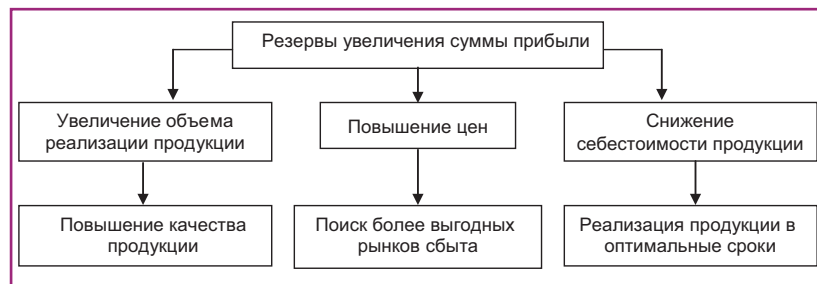 Резервы увеличения суммы прибыли
Увеличение объема
реализации продукции
Повышение цен
Снижение
себестоимости продукции
Повышение качества
продукции
Поиск более выгодных
рынков сбыта
Реализация продукции в
оптимальные сроки